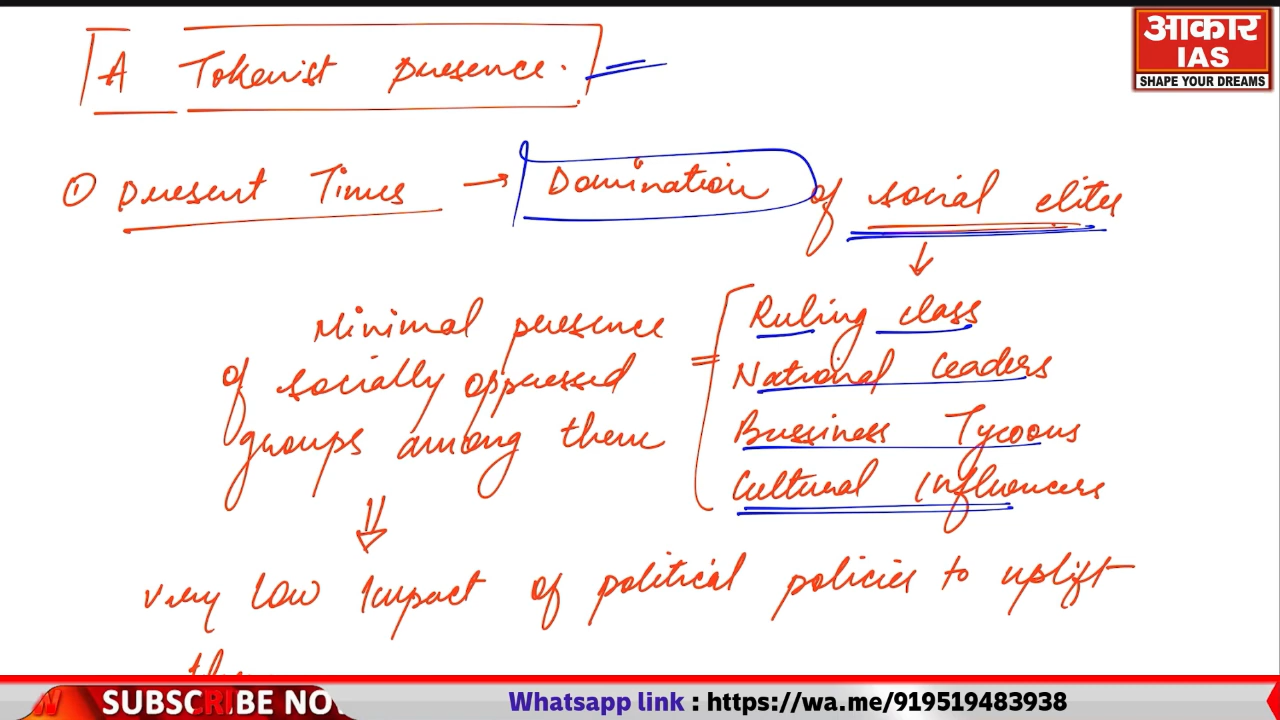 आकार
IAS
SHAPE YOUR DREAMS
A Tokenist presence.
① present Times → Domination of social elites
↓
Minimal presence = Ruling class
of socially oppressed National Leaders
groups among them Bussiness Tycoons
Cultural Influencers
⇓
very low impact of political policies to uplift
SUBSCRIBE NO
Whatsapp link : https://wa.me/919519483938